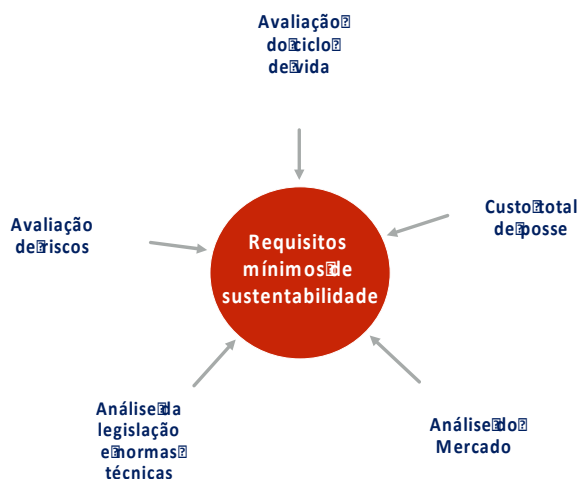 Avaliação
do ciclo
de vida
Custo total
de posse
Avaliação
de riscos
Requisitos
mínimos de
sustentabilidade
Análise da
legislação
e normas
técnicas
Análise do
Mercado